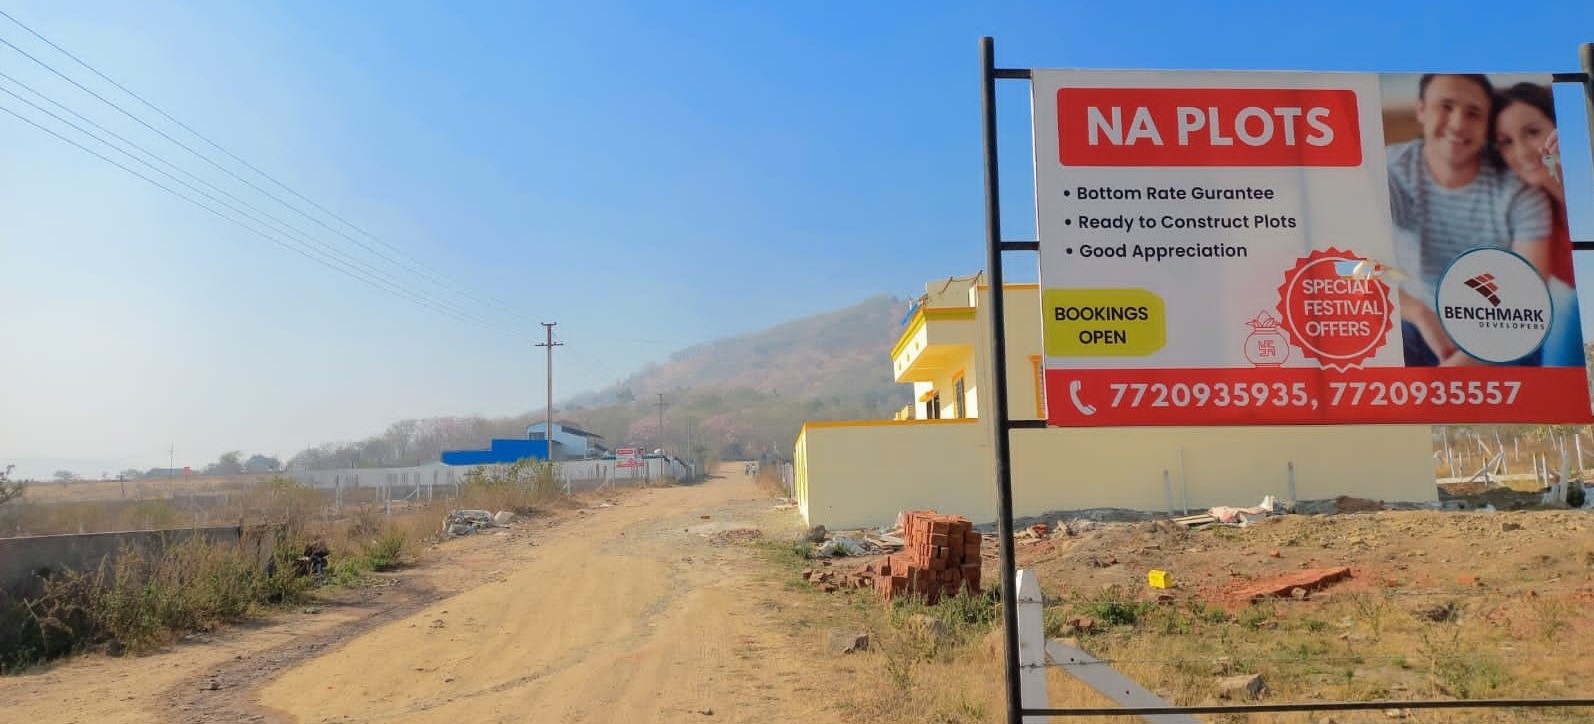 NA PLOTS
• Bottom Rate Gurantee
• Ready to Construct Plots
• Good Appreciation
BOOKINGS
OPEN
SPECIAL
FESTIVAL
OFFERS
BENCHMARK
DEVELOPERS
7720935935, 7720935557